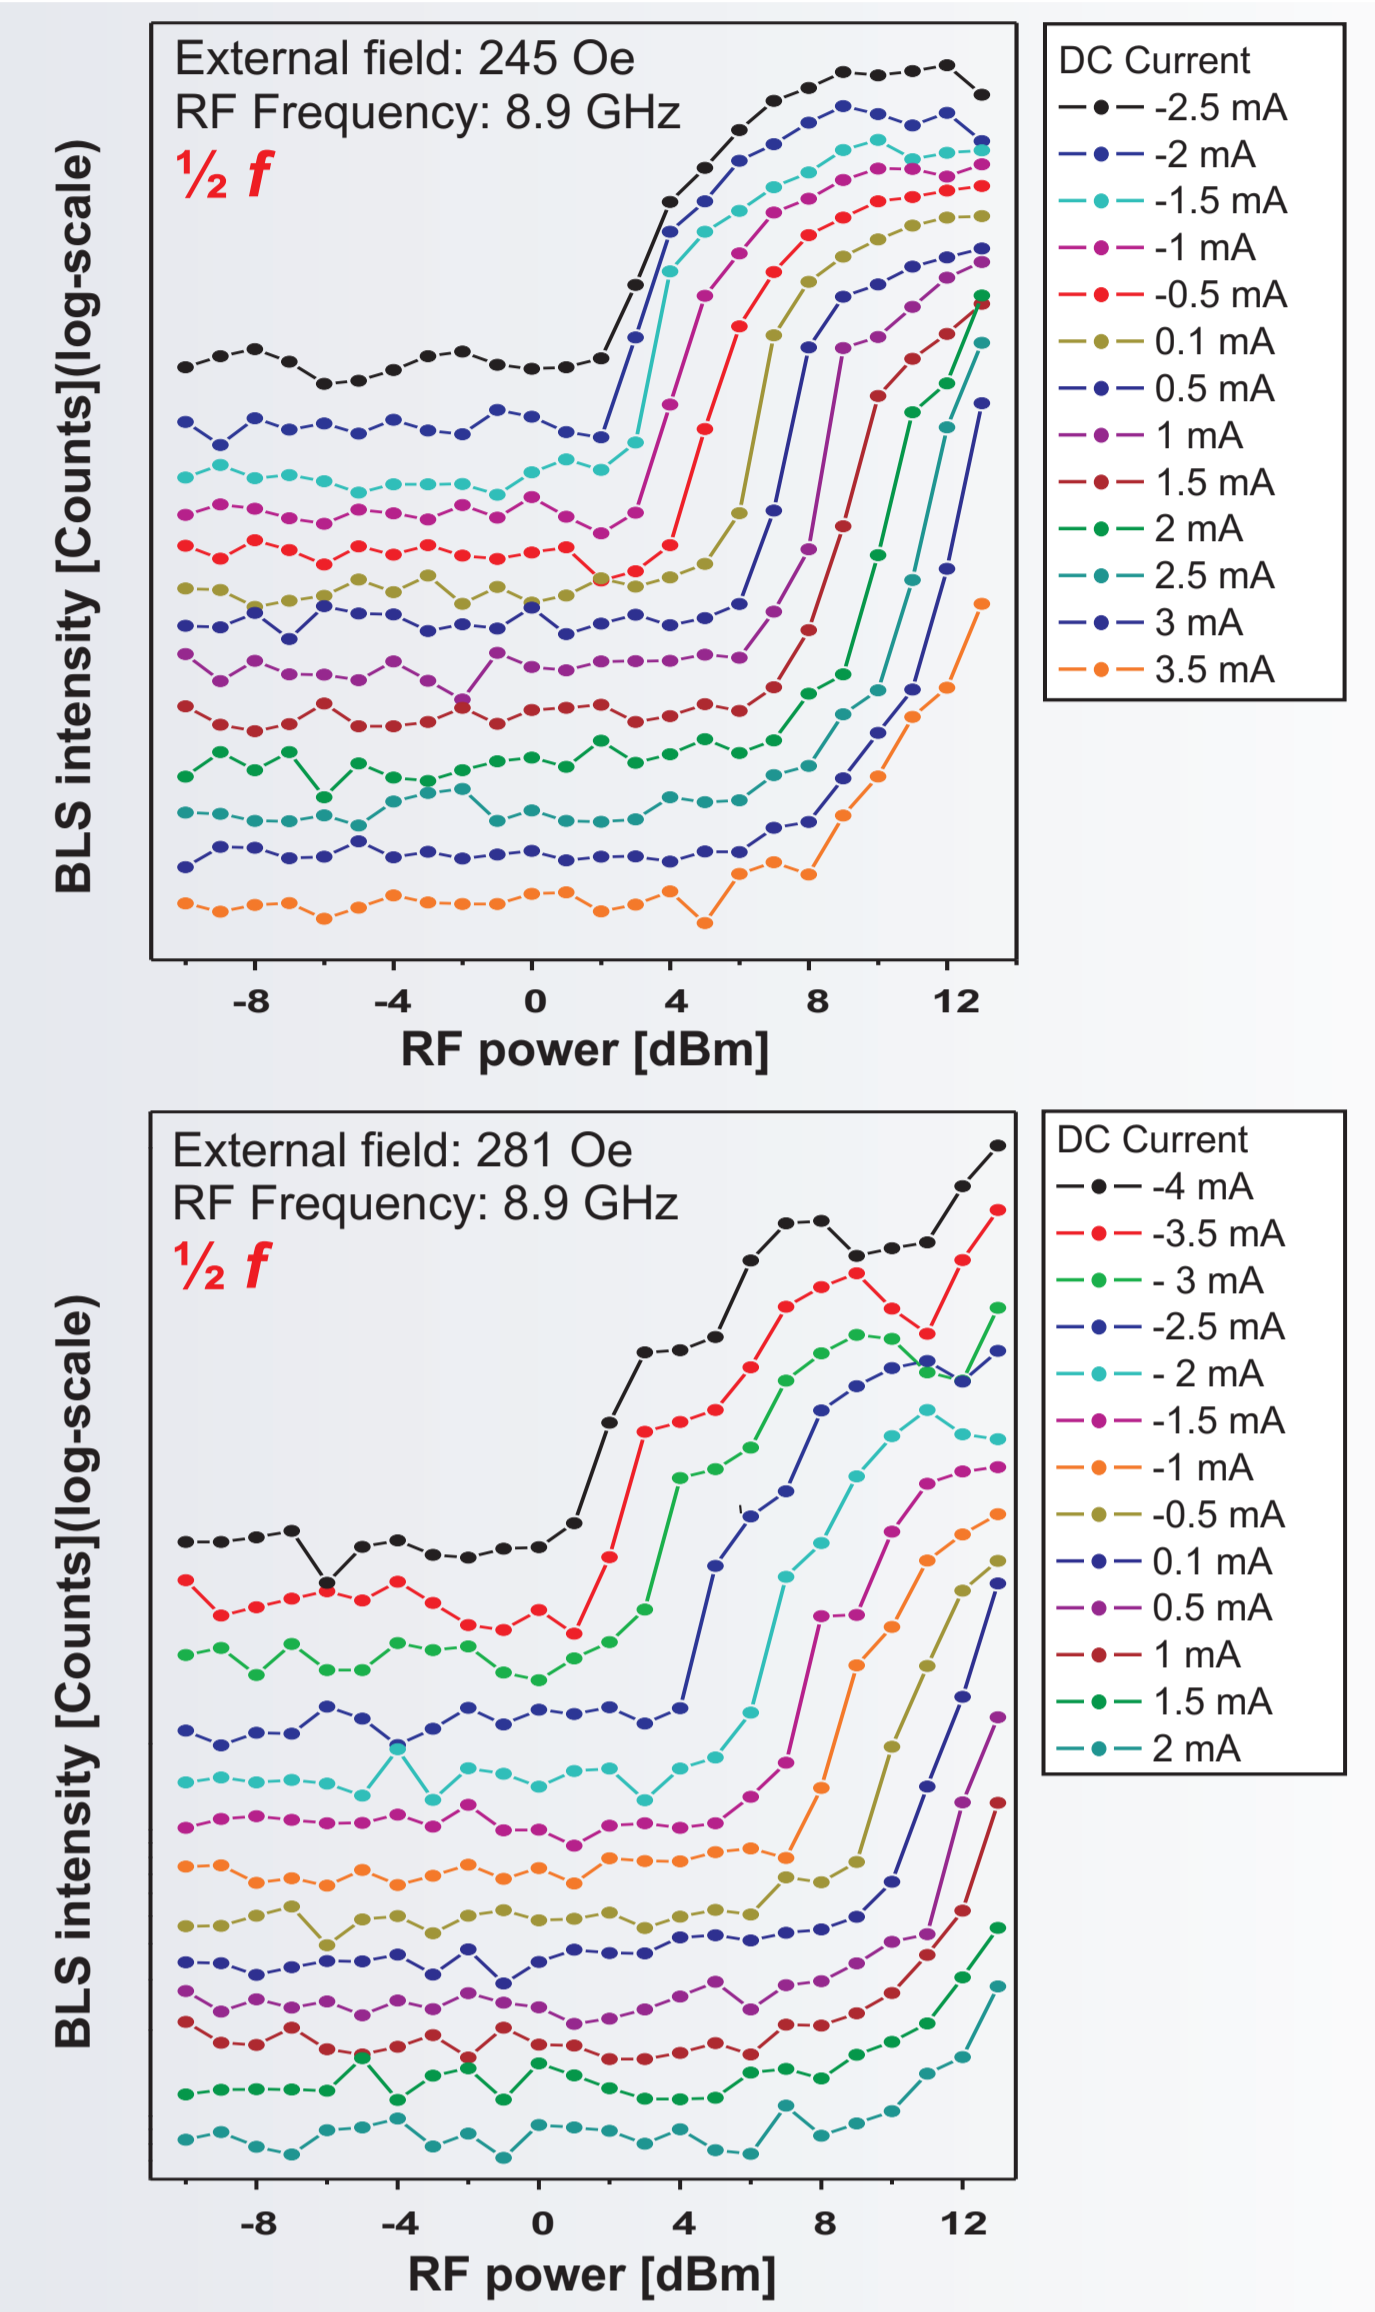 External field: 245 Oe
RF Frequency: 8.9 GHz
½ f
BLS intensity [Counts](log-scale)
-8 -4 0 4 8 12
RF power [dBm]
DC Current
-2.5 mA
-2 mA
-1.5 mA
-1 mA
-0.5 mA
0.1 mA
0.5 mA
1 mA
1.5 mA
2 mA
2.5 mA
3 mA
3.5 mA
External field: 281 Oe
RF Frequency: 8.9 GHz
½ f
BLS intensity [Counts](log-scale)
-8 -4 0 4 8 12
RF power [dBm]
DC Current
-4 mA
-3.5 mA
- 3 mA
-2.5 mA
- 2 mA
-1.5 mA
-1 mA
-0.5 mA
0.1 mA
0.5 mA
1 mA
1.5 mA
2 mA